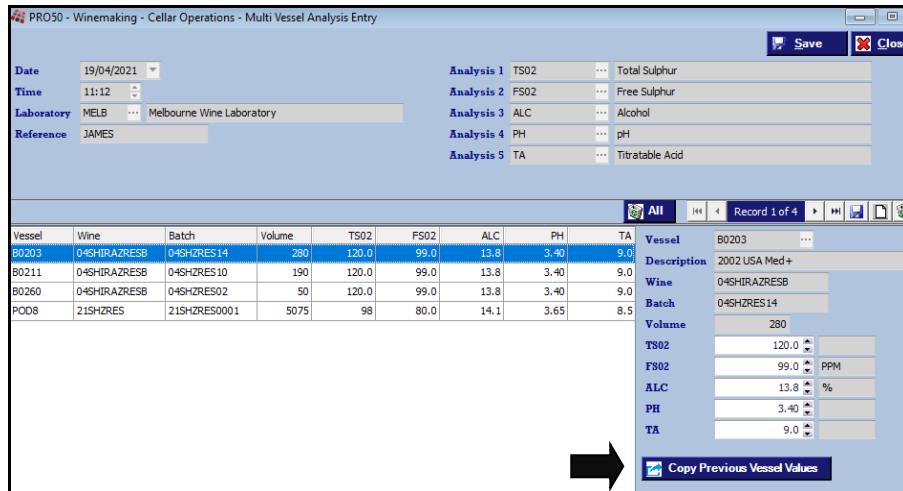 PRO50 - Winemaking - Cellar Operations - Multi Vessel Analysis Entry
Save Clos
Date 19/04/2021 Analysis 1 TS02 ... Total Sulphur
Time 11:12 Analysis 2 FS02 ... Free Sulphur
Laboratory MELB ... Melbourne Wine Laboratory Analysis 3 ALC ... Alcohol
Reference JAMES Analysis 4 PH ... pH
Analysis 5 TA ... Titratable Acid
All Record 1 of 4
Vessel Wine Batch Volume TS02 FS02 ALC PH TA
B0203 04SHIRAZRESB 04SHZRES14 280 120.0 99.0 13.8 3.40 9.0
B0211 04SHIRAZRESB 04SHZRES10 190 120.0 99.0 13.8 3.40 9.0
B0260 04SHIRAZRESB 04SHZRES02 50 120.0 99.0 13.8 3.40 9.0
POD8 21SHZRES 21SHZRES0001 5075 98 80.0 14.1 3.65 8.5
Vessel B0203 ...
Description 2002 USA Med+
Wine 04SHIRAZRESB
Batch 04SHZRES14
Volume 280
TS02 120.0
FS02 99.0 PPM
ALC 13.8 %
PH 3.40
TA 9.0
Copy Previous Vessel Values